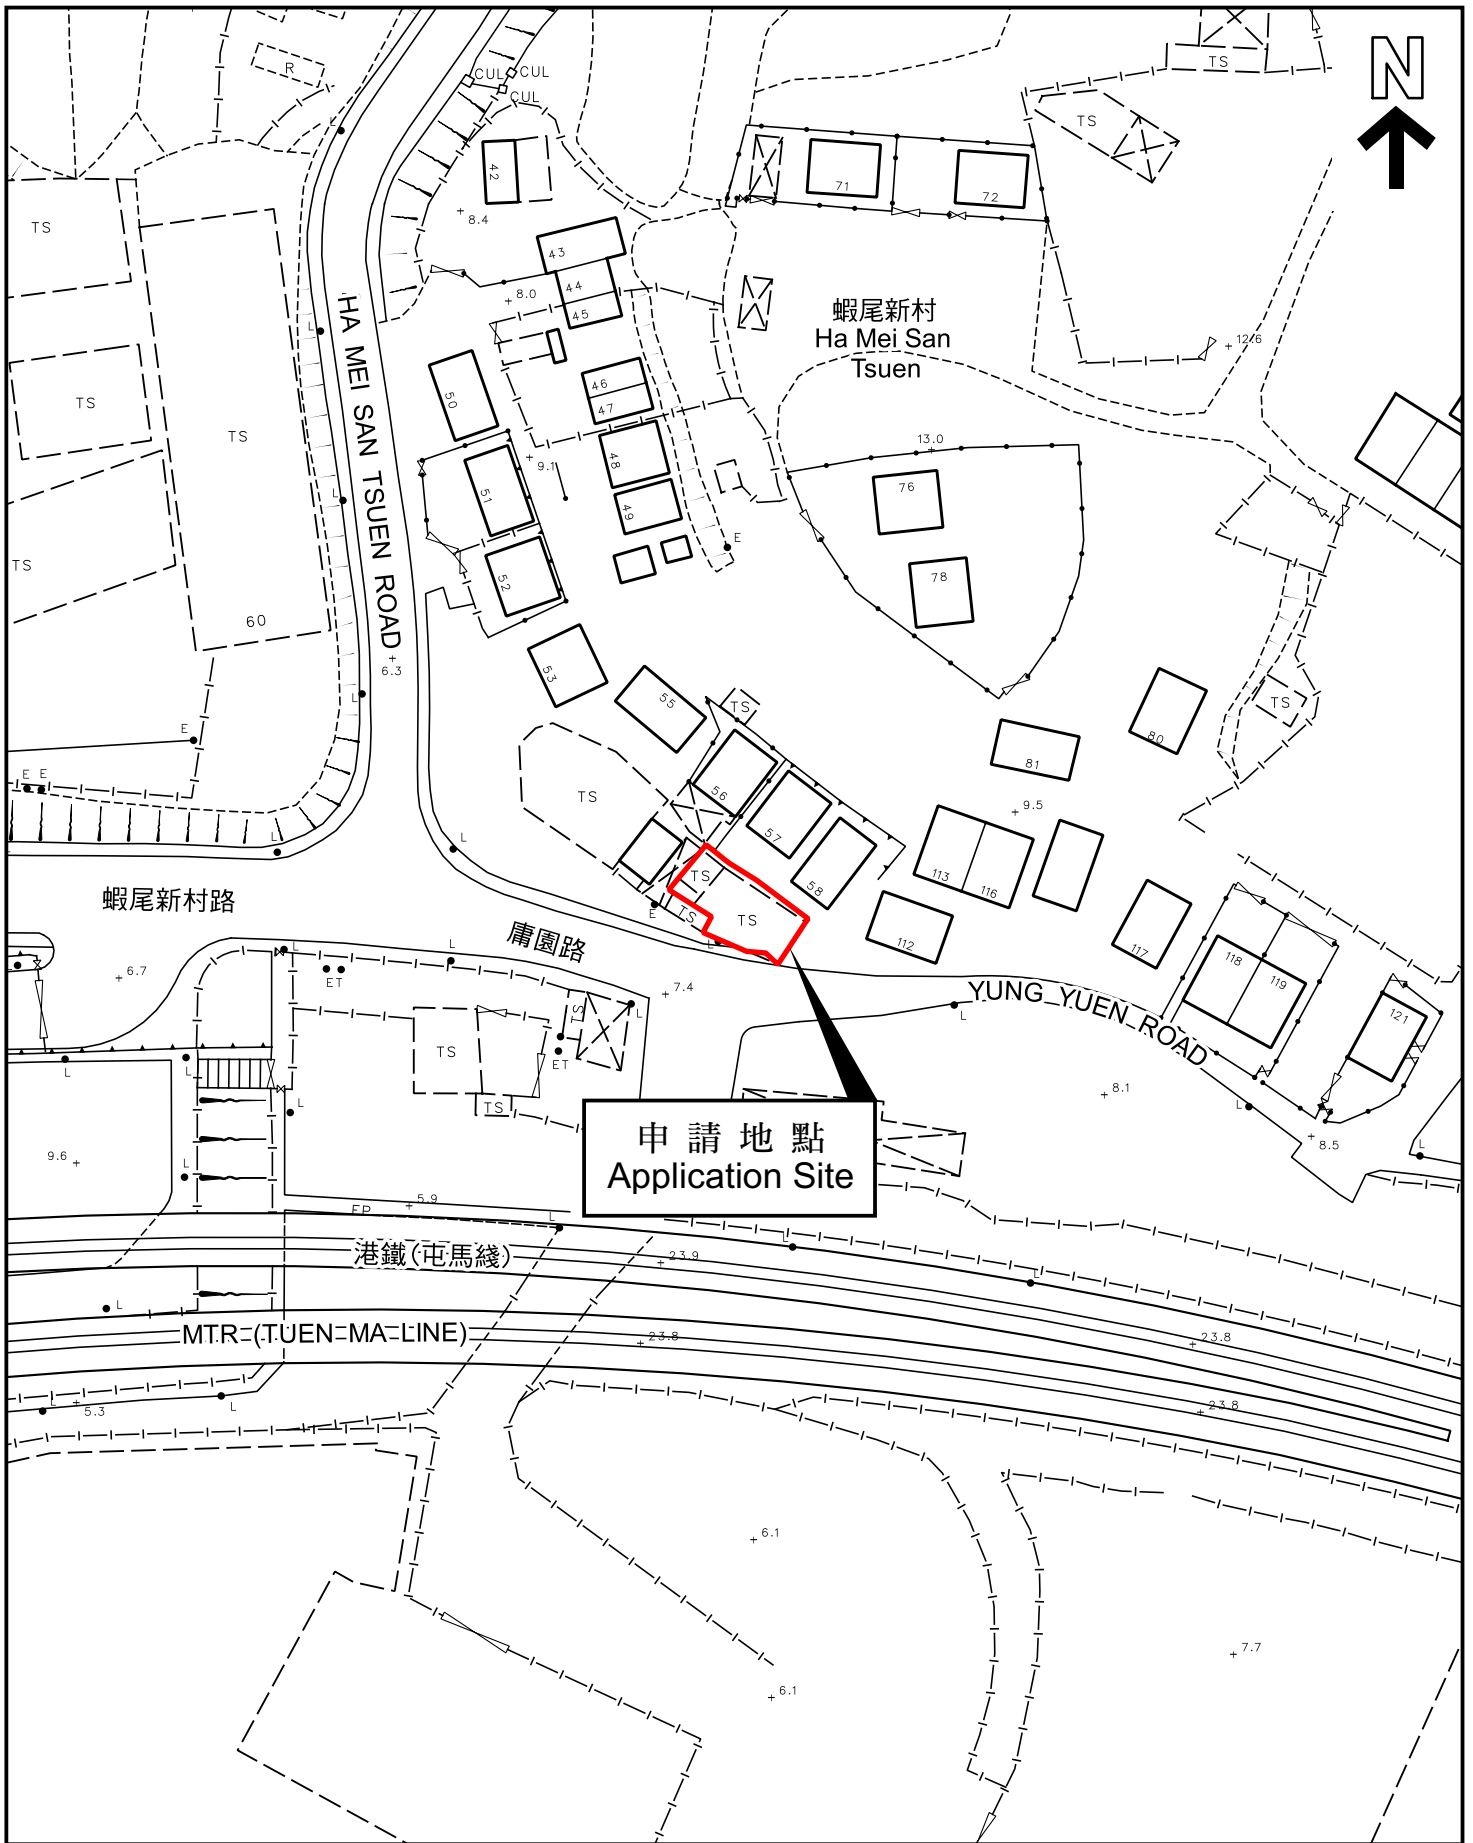 N
R
CUL
CUL
CUL
TS
TS
L
42
71
72
8.4
TS
43
44
45
8.0
蝦尾新村
Ha Mei San
Tsuen
12.6
L
HA MEI SAN TSUEN ROAD
50
46
47
TS
TS
48
13.0
9.1
L
51
49
76
E
TS
52
78
60
6.3
53
L
55
TS
TS
E
80
81
56
E E
TS
9.5
57
L
L
58
113
116
TS
蝦尾新村路
E
TS
TS
庸園路
112
117
L
L
L
118
119
6.7
ET
7.4
YUNG YUEN ROAD
TS
L
L
121
TS
ET
L
L
8.1
TS
L
L
申請地點
Application Site
8.5
L
9.6
L
5.9
EP
L
港鐵(屯馬綫)
23.9
L
L
MTR (TUEN MA LINE)
23.8
23.8
L
L
5.3
23.8
6.1
7.7
6.1